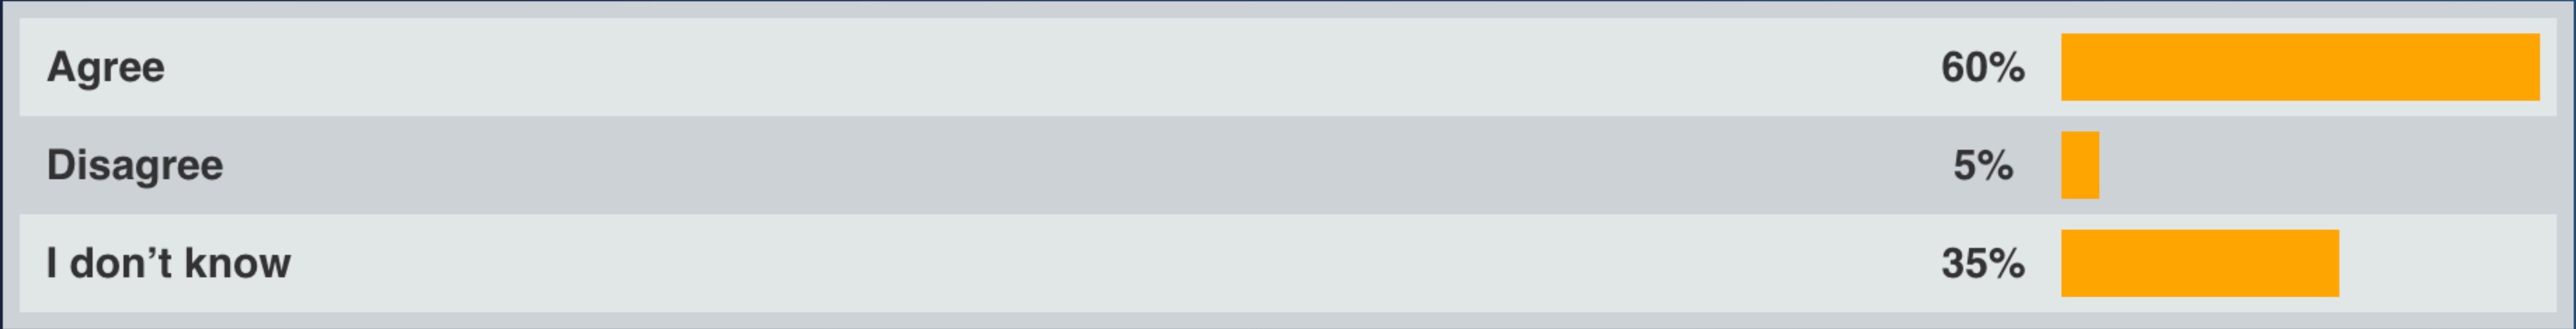 Agree 60%
Disagree 5%
I don’t know 35%